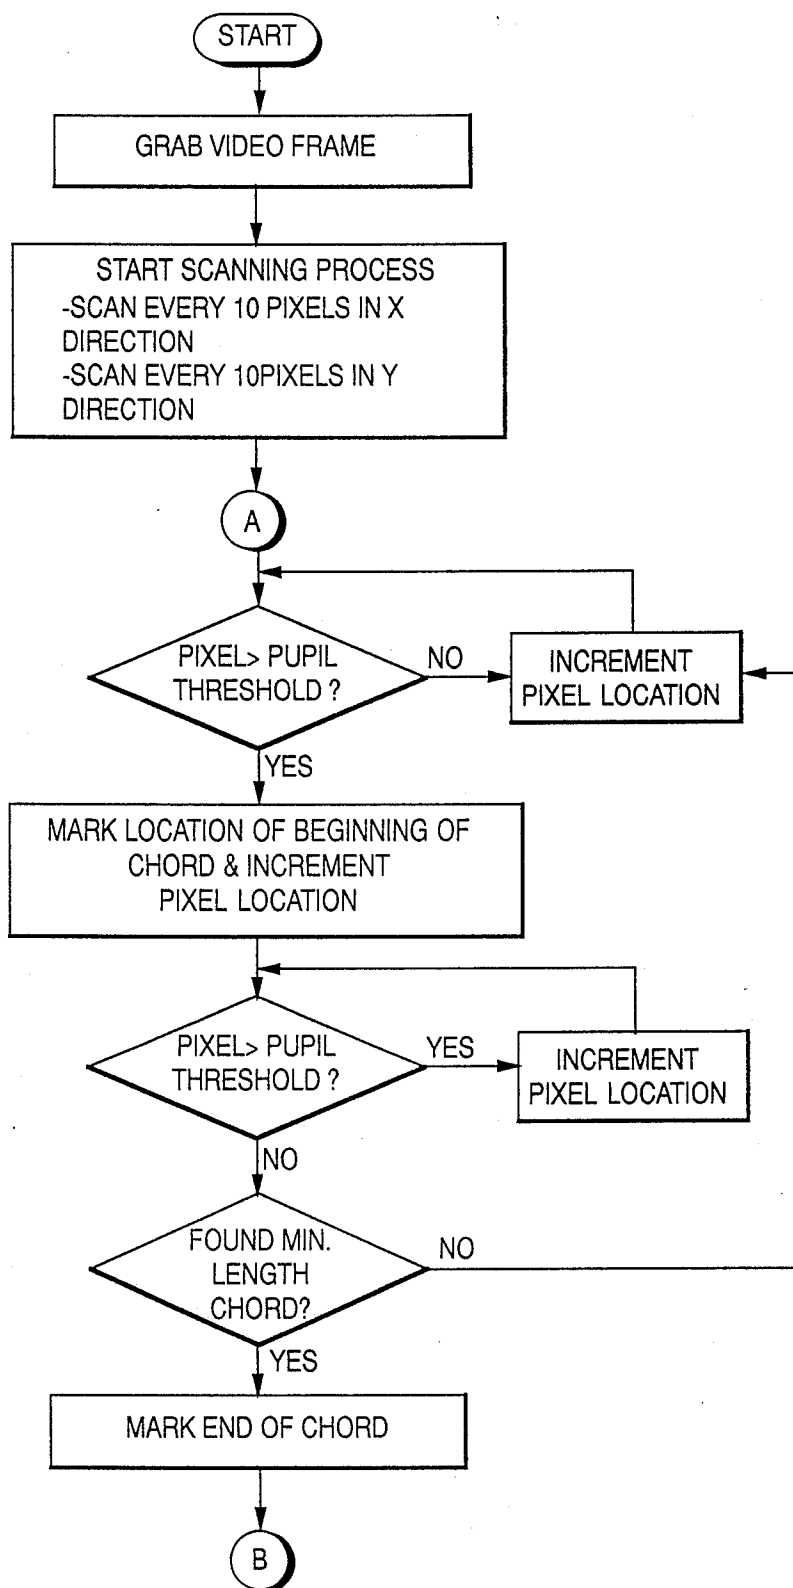 START
GRAB VIDEO FRAME
START SCANNING PROCESS
-SCAN EVERY 10 PIXELS IN X
DIRECTION
-SCAN EVERY 10PIXELS IN Y
DIRECTION
A
PIXEL> PUPIL
THRESHOLD ?
NO
INCREMENT
PIXEL LOCATION
YES
MARK LOCATION OF BEGINNING OF
CHORD & INCREMENT
PIXEL LOCATION
PIXEL> PUPIL
THRESHOLD ?
YES
INCREMENT
PIXEL LOCATION
NO
FOUND MIN.
LENGTH
CHORD?
NO
YES
MARK END OF CHORD
B